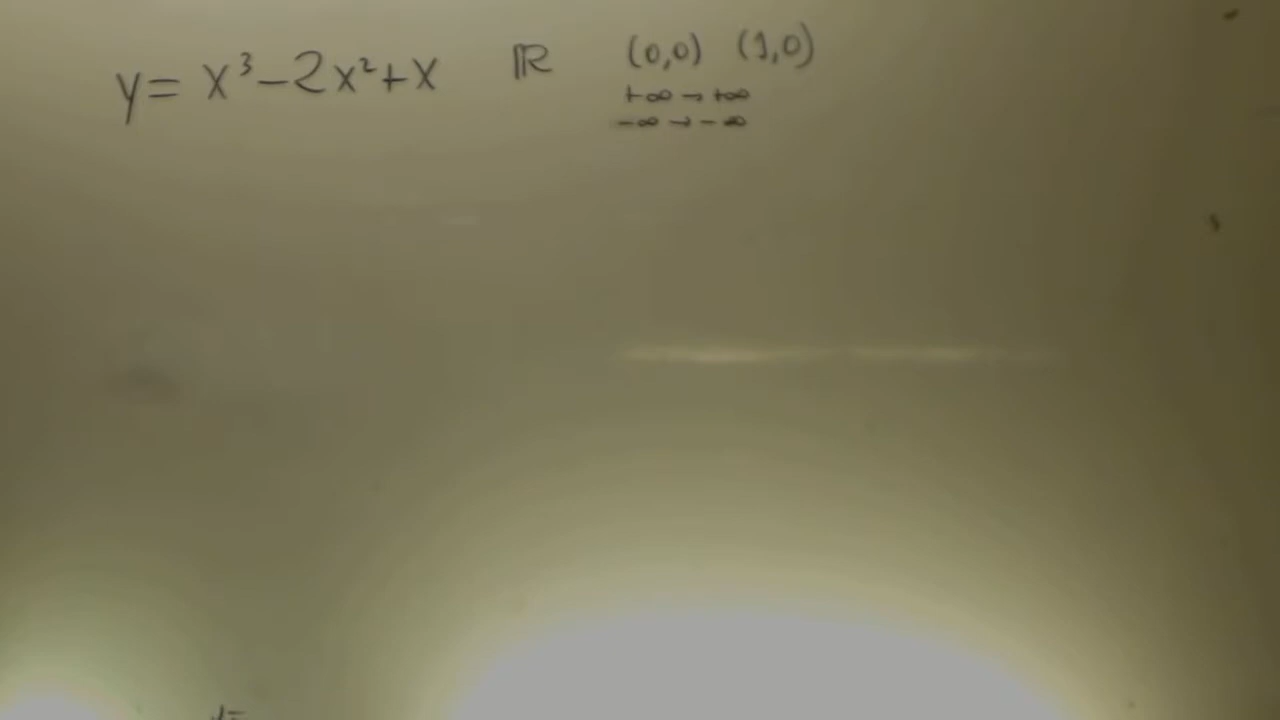 y = x³-2x²+x ℝ (0,0) (1,0)
+∞ → +∞
-∞ → -∞